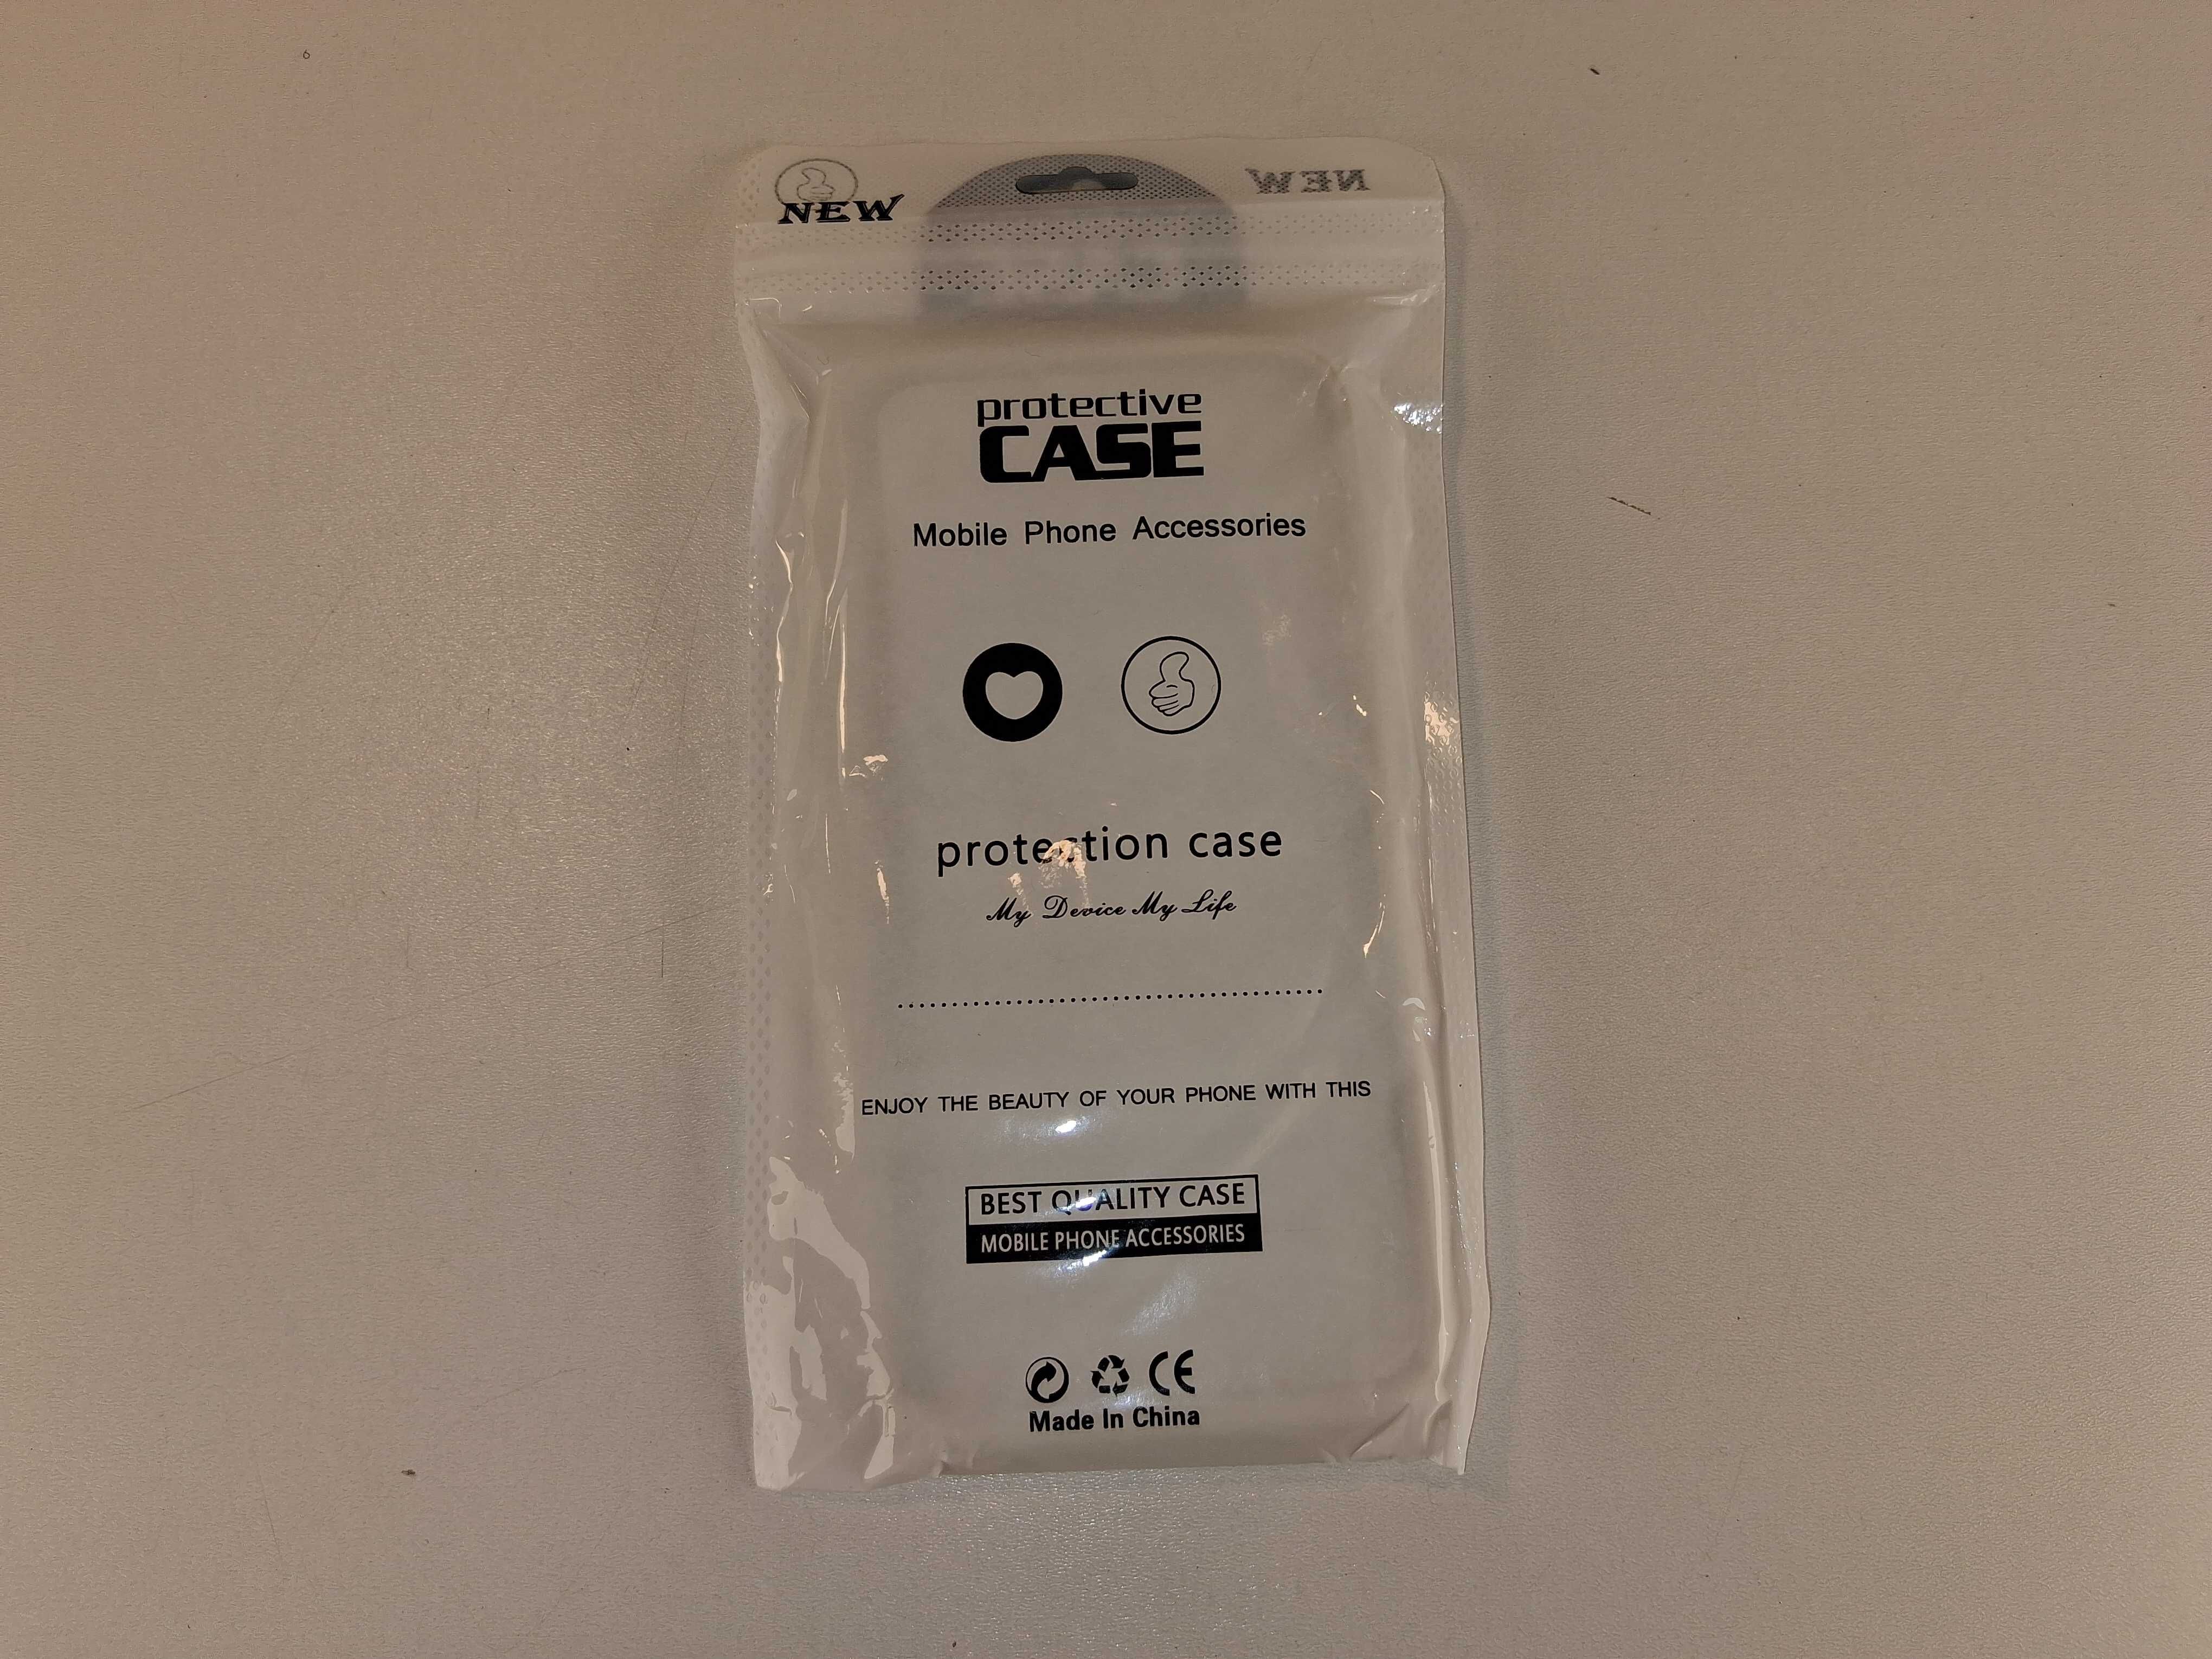 NEW
NEW
protective
CASE
Mobile Phone Accessories
protection case
My Device My Life
ENJOY THE BEAUTY OF YOUR PHONE WITH THIS
BEST QUALITY CASE
MOBILE PHONE ACCESSORIES
CE
Made In China